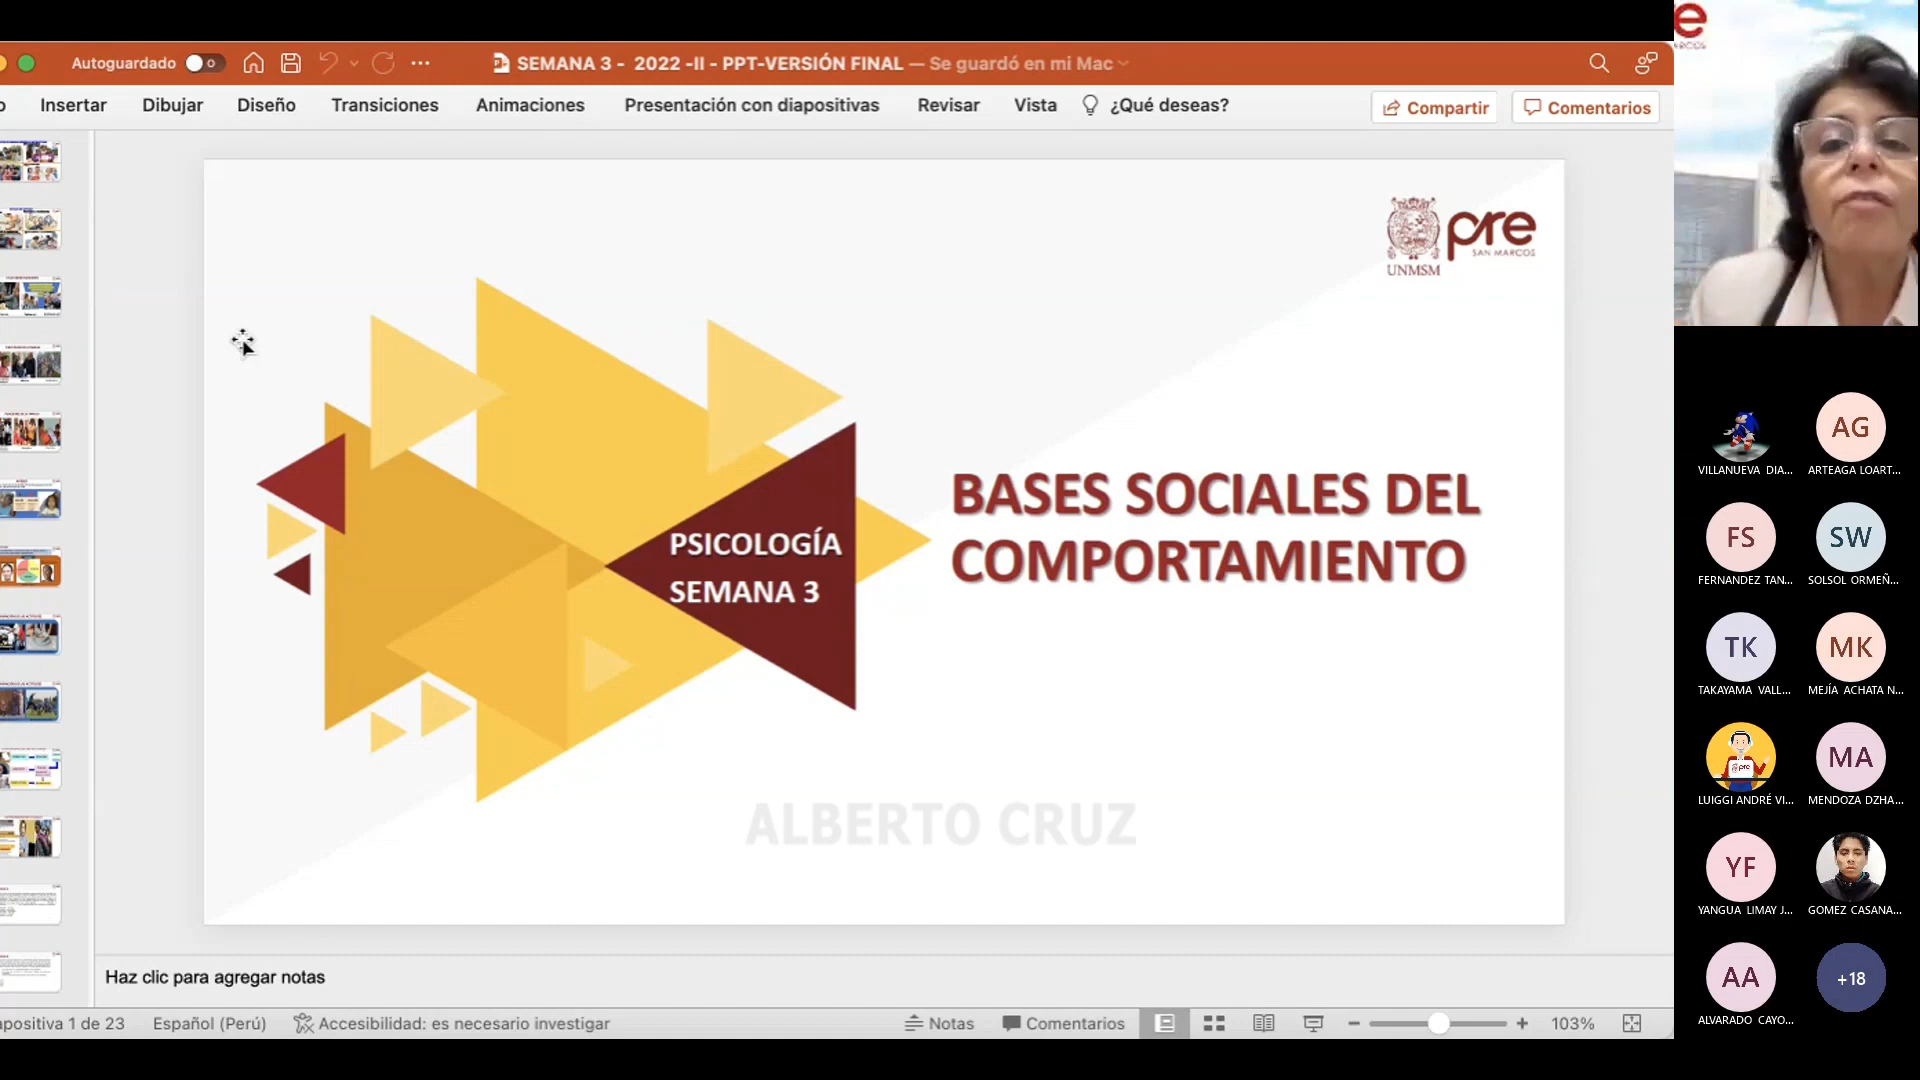 Autoguardado
SEMANA 3 - 2022 -II - PPT-VERSIÓN FINAL — Se guardó en mi Mac
Insertar Dibujar Diseño Transiciones Animaciones Presentación con diapositivas Revisar Vista ¿Qué deseas? Compartir Comentarios
UNMSM
pre
SAN MARCOS
BASES SOCIALES DEL
COMPORTAMIENTO
PSICOLOGÍA
SEMANA 3
ALBERTO CRUZ
Haz clic para agregar notas
1 de 23 Español (Perú) Accesibilidad: es necesario investigar Notas Comentarios 103%
VILLANUEVA DIA...
AG
ARTEAGA LOART...
FS
FERNANDEZ TAN...
SW
SOLSOL ORMEÑ...
TK
TAKAYAMA VALL...
MK
MEJÍA ACHATA N...
pre
LUIGGI ANDRÉ VI...
MA
MENDOZA DZHA...
YF
YANGUA LIMAY J...
GOMEZ CASANA...
AA
ALVARADO CAYO...
+18